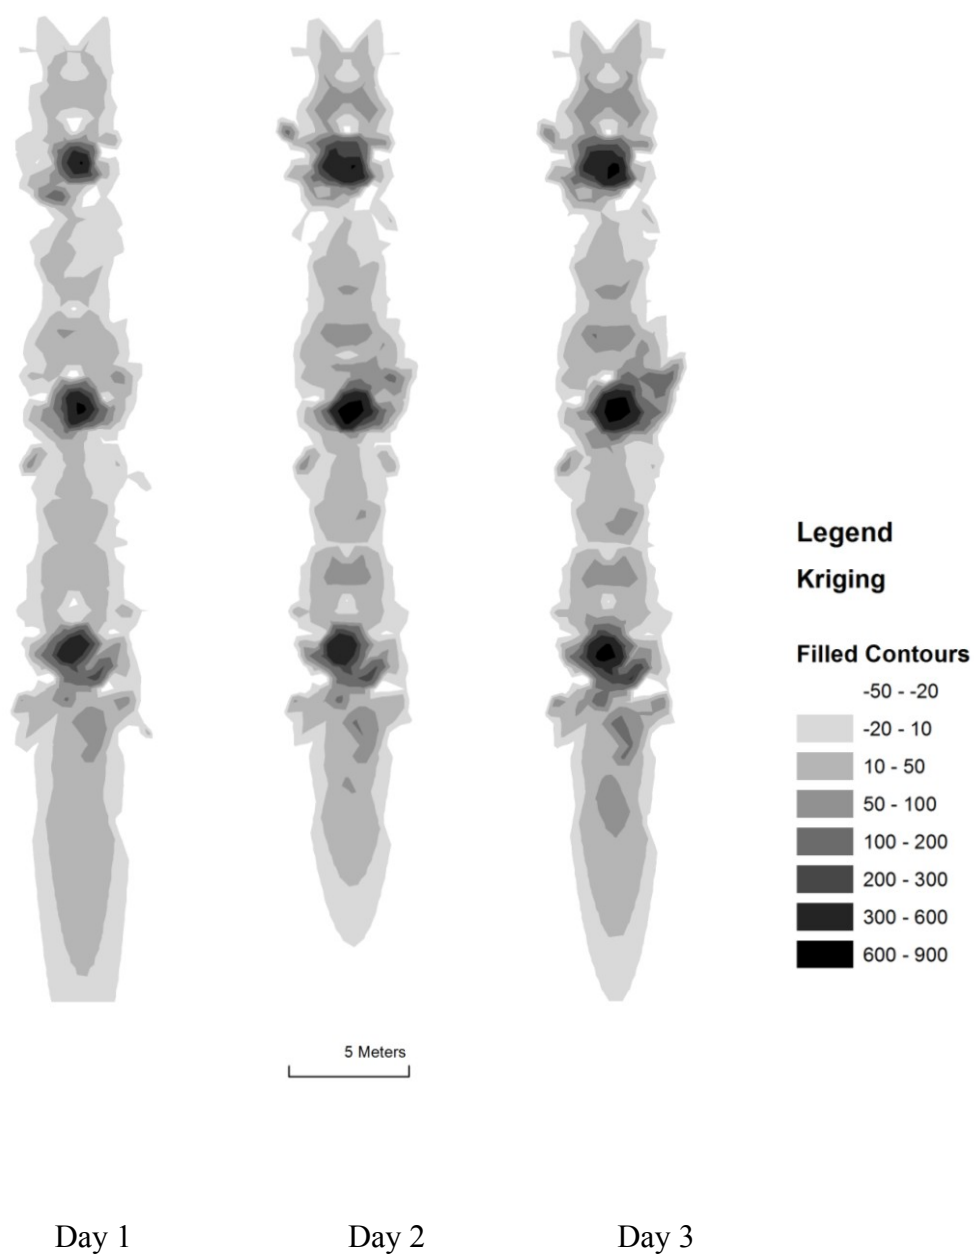 Legend
Kriging
Filled Contours
-50 - -20
-20 - 10
10 - 50
50 - 100
100 - 200
200 - 300
300 - 600
600 - 900
5 Meters
Day 1 Day 2 Day 3